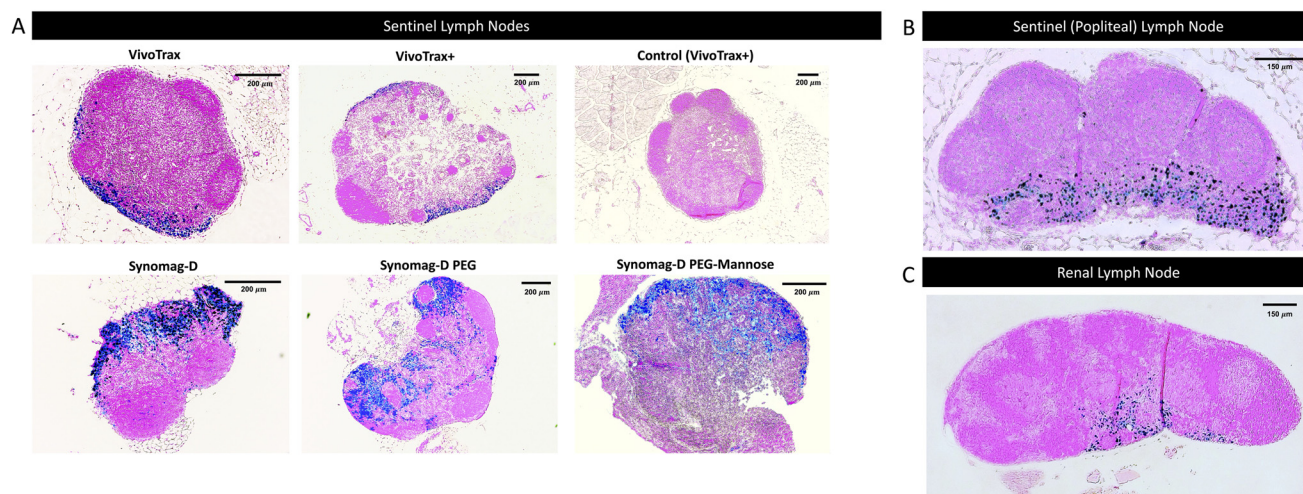 A
Sentinel Lymph Nodes
VivoTrax
200 μm
VivoTrax+
200 μm
Control (VivoTrax+)
200 μm
Synomag-D
200 μm
Synomag-D PEG
200 μm
Synomag-D PEG-Mannose
200 μm
B
Sentinel (Popliteal) Lymph Node
150 μm
C
Renal Lymph Node
150 μm